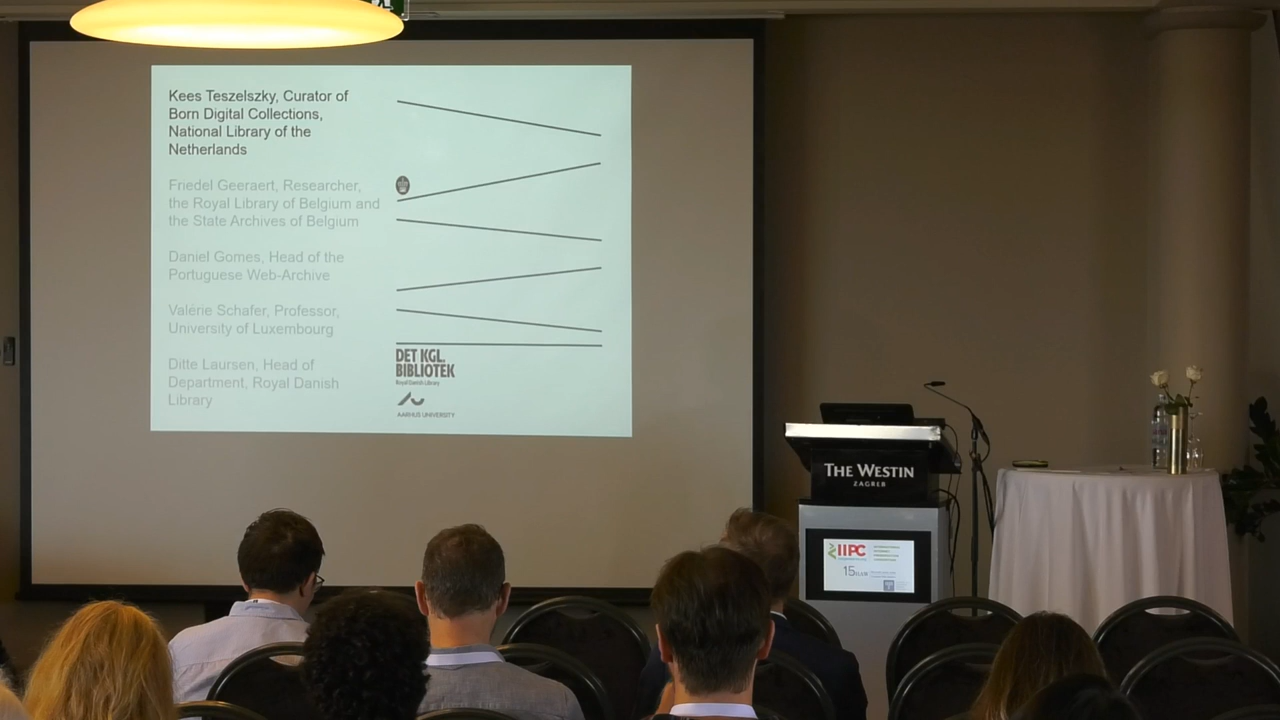 Kees Teszelszky, Curator of
Born Digital Collections,
National Library of the
Netherlands
Friedel Geeraert, Researcher,
the Royal Library of Belgium and
the State Archives of Belgium
Daniel Gomes, Head of the
Portuguese Web-Archive
Valérie Schafer, Professor,
University of Luxembourg
Ditte Laursen, Head of
Department, Royal Danish
Library
DET KGL.
BIBLIOTEK
Royal Danish Library
AARHUS UNIVERSITY
THE WESTIN
ZAGREB
IIPC